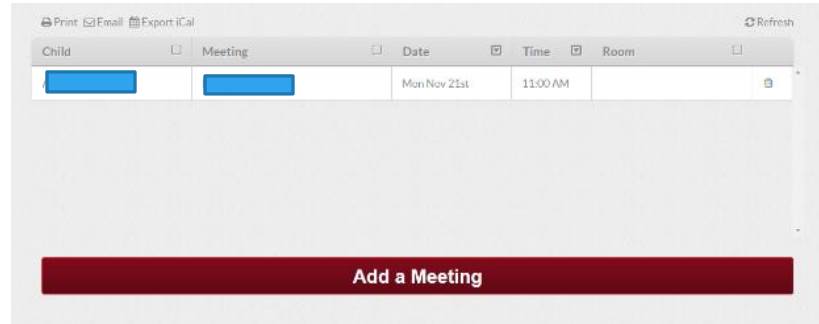 Print Email Export iCal Refresh
Child Meeting Date Time Room
Mon Nov 21st 11:00 AM
Add a Meeting